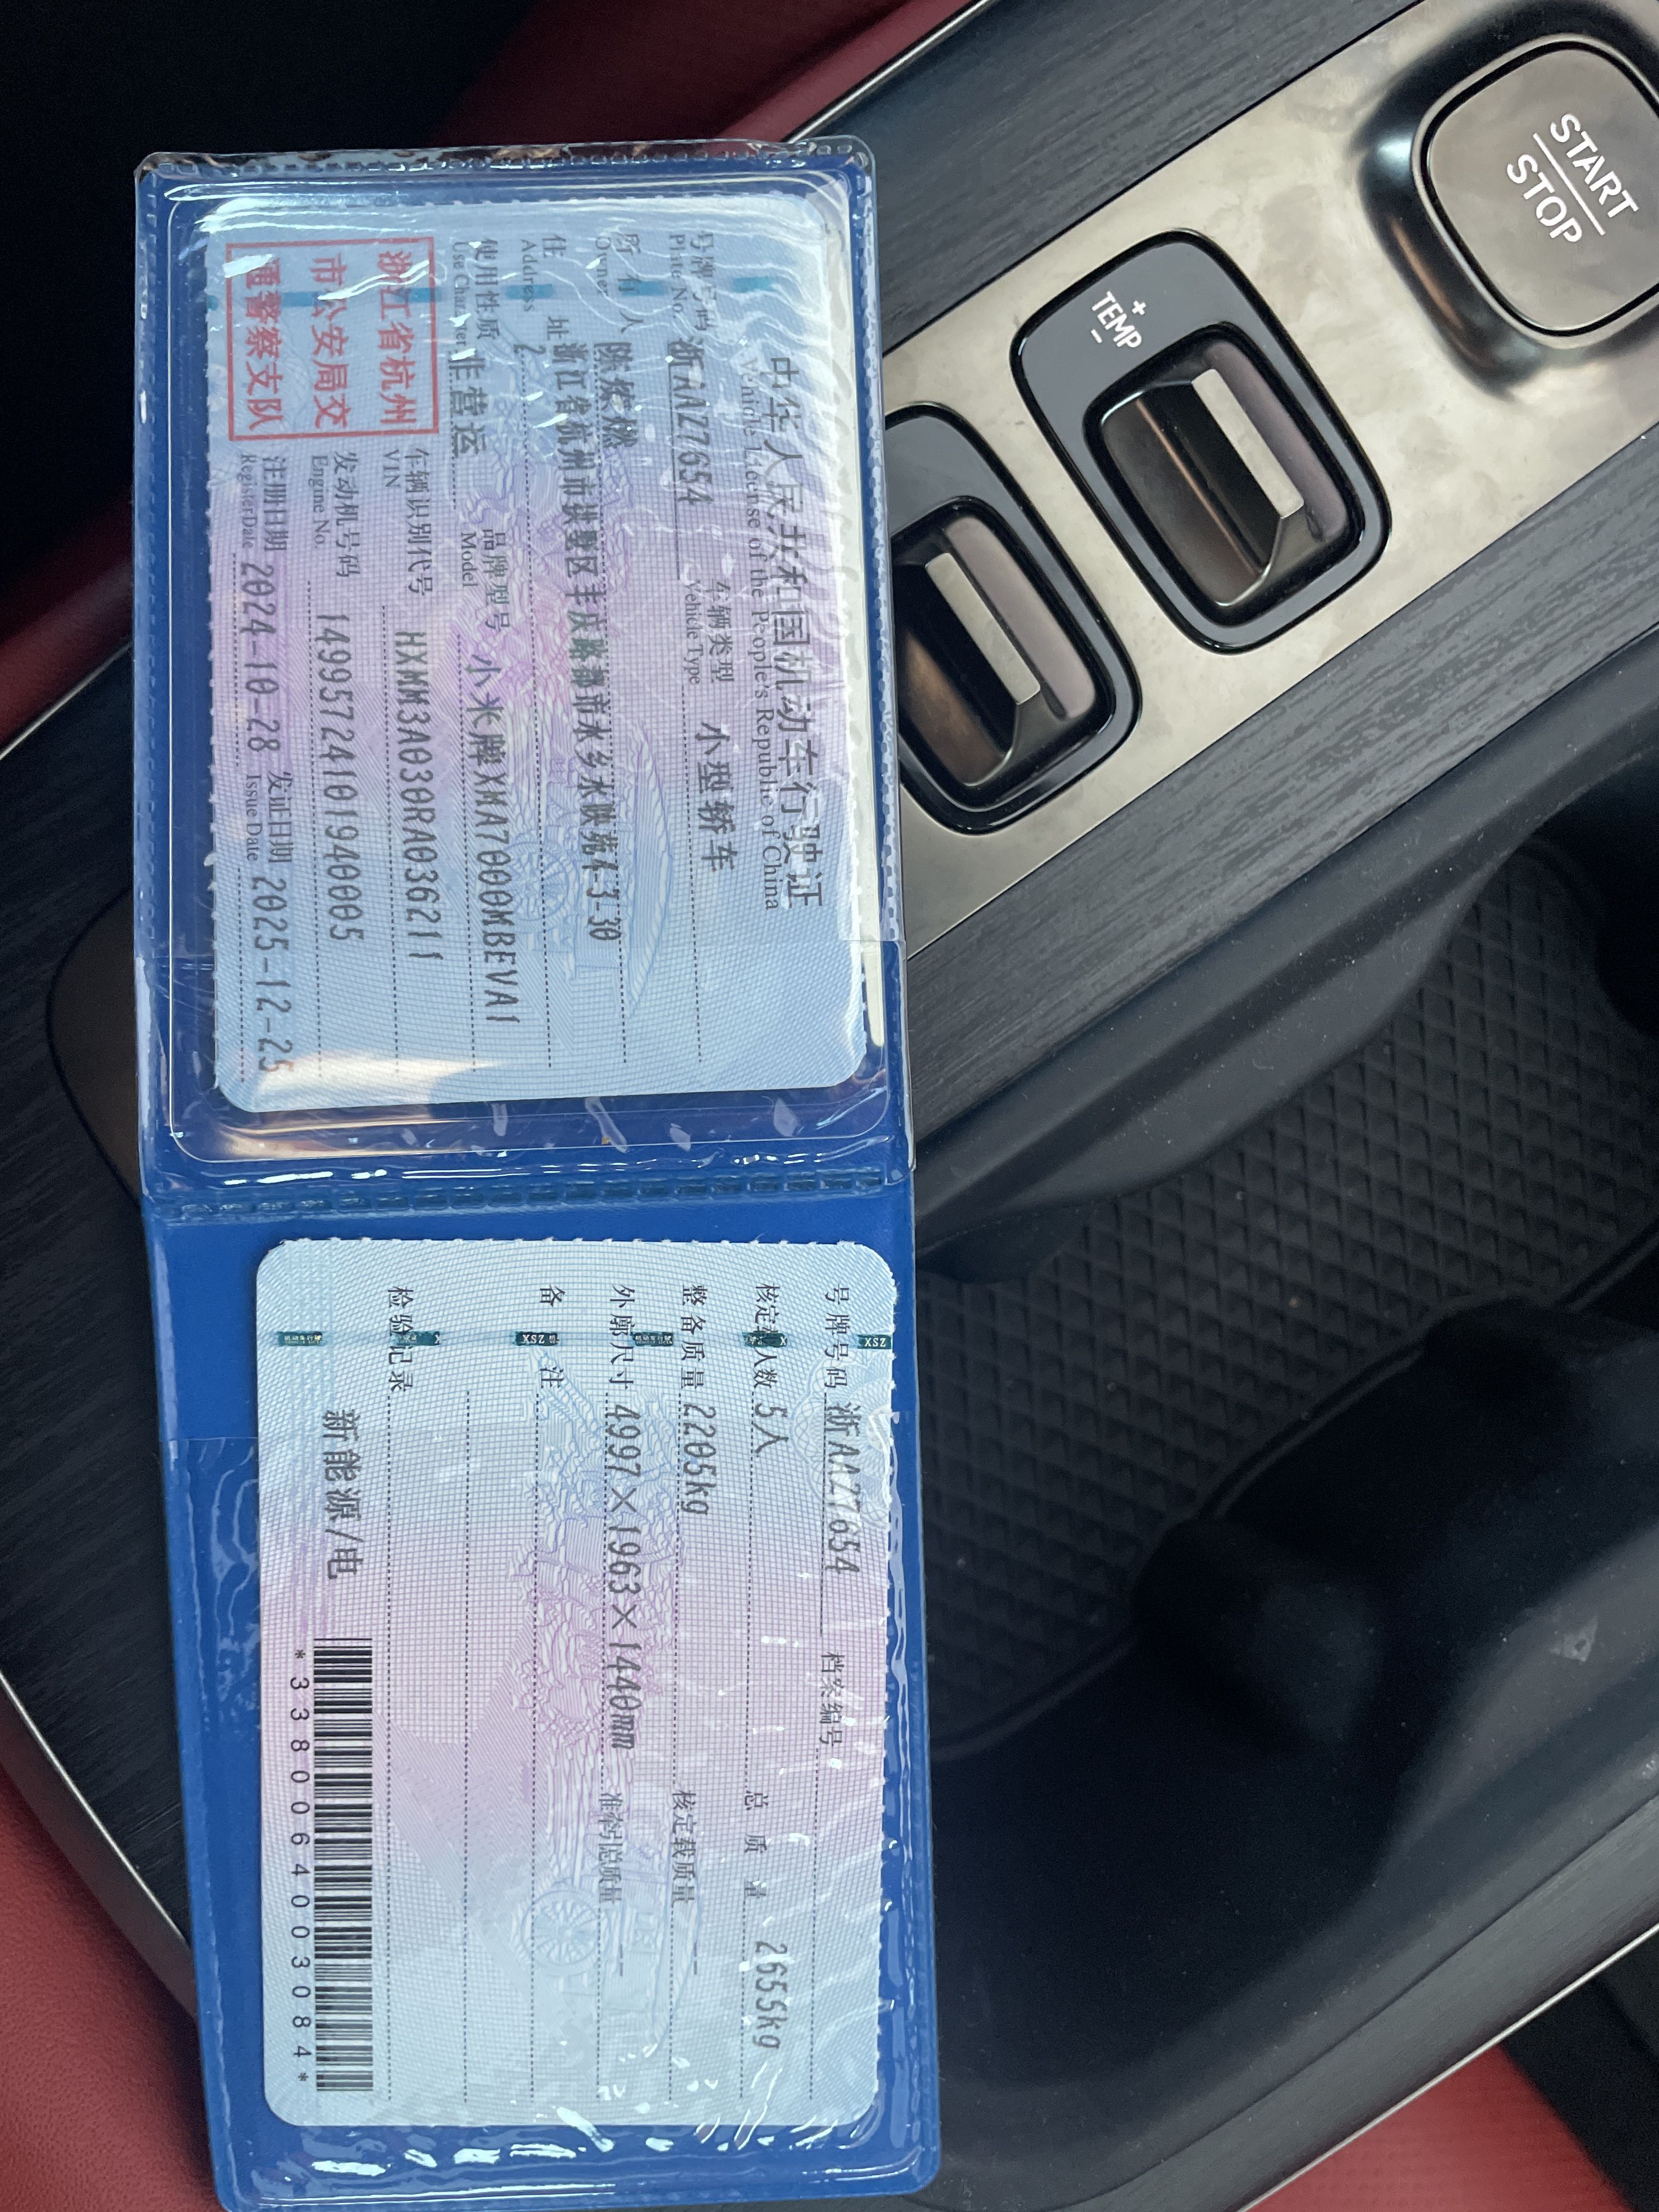 中华人民共和国机动车行驶证
Vehicle License of the People's Republic of China
号牌号码 浙AAZ7654 车辆类型 小型轿车
Plate No. Vehicle Type
所有人 陈燃燃
Owner
住址 浙江省杭州市拱墅区丰庆路都市水乡水映苑4-3-30
Address 2
使用性质 非营运 品牌型号 小米牌XMA7000MBEVA1
Use Character Model
浙江省杭州
市公安局交
通警察支队
车辆识别代号 HXMM3A030RA036211
VIN
发动机号码 14995724101940005
Engine No.
注册日期 2024-10-28 发证日期 2025-12-25
Register Date Issue Date
号牌号码 浙AAZ7654 档案编号
核定载人数 5人 总质量 2655kg
整备质量 2205kg 核定载质量 --
外廓尺寸 4997×1963×1440mm 准牵引总质量 --
备注
检验记录
新能源/电
*3380064003084*
ZSX
ZSX
START
STOP
+
TEMP
-